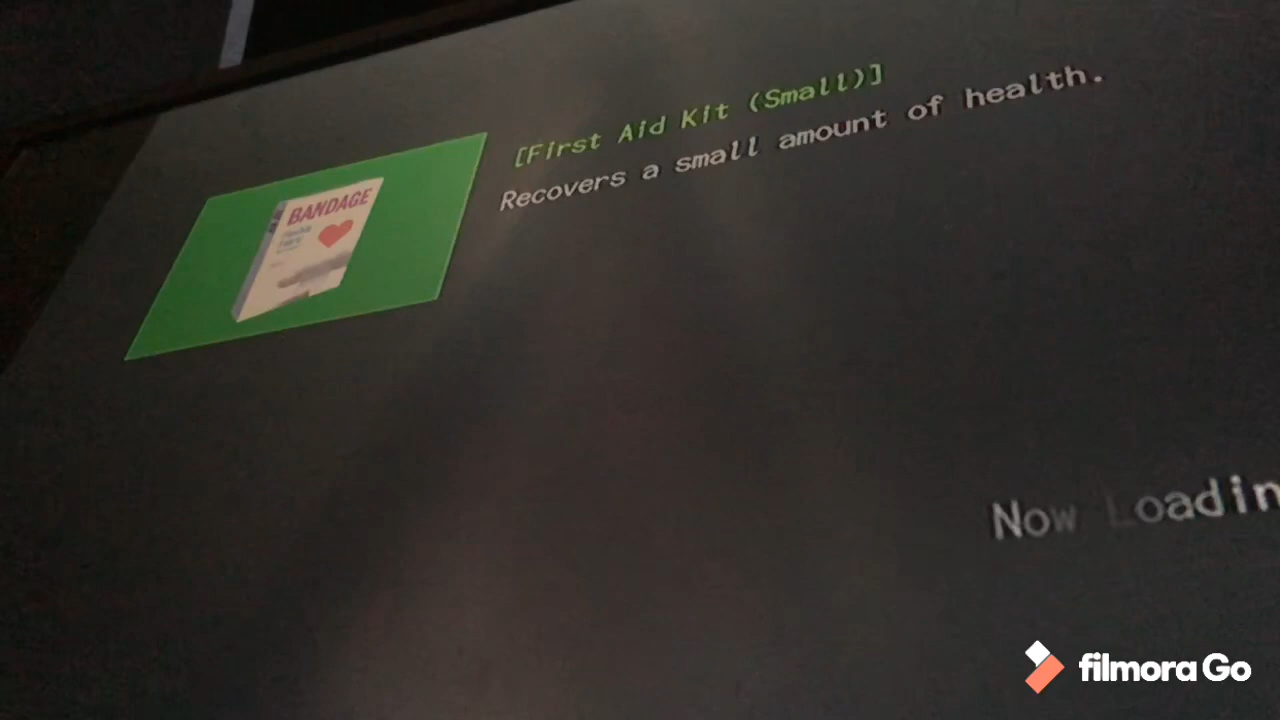 [First Aid Kit (Small)]
Recovers a small amount of health.
BANDAGE
Now Loadin
filmora Go